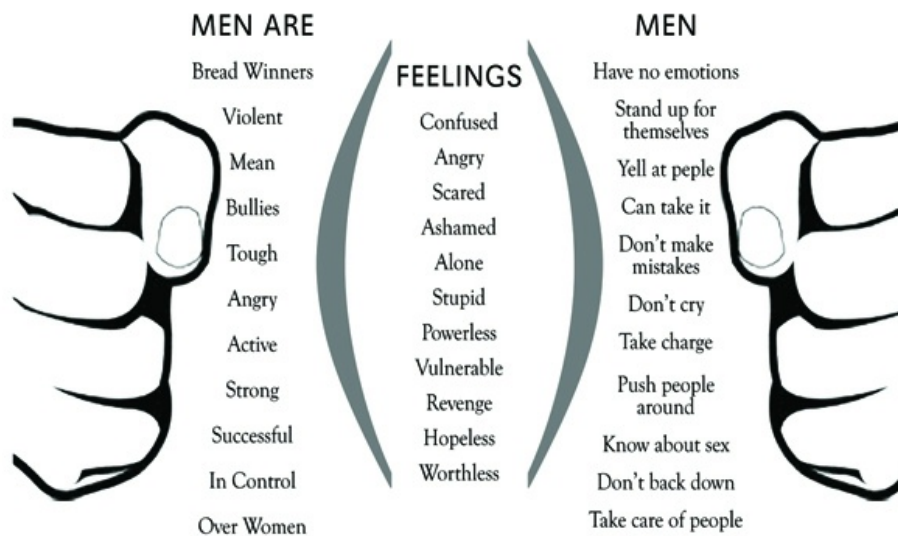 MEN ARE
Bread Winners
Violent
Mean
Bullies
Tough
Angry
Active
Strong
Successful
In Control
Over Women
FEELINGS
Confused
Angry
Scared
Ashamed
Alone
Stupid
Powerless
Vulnerable
Revenge
Hopeless
Worthless
MEN
Have no emotions
Stand up for
themselves
Yell at peple
Can take it
Don't make
mistakes
Don't cry
Take charge
Push people
around
Know about sex
Don't back down
Take care of people